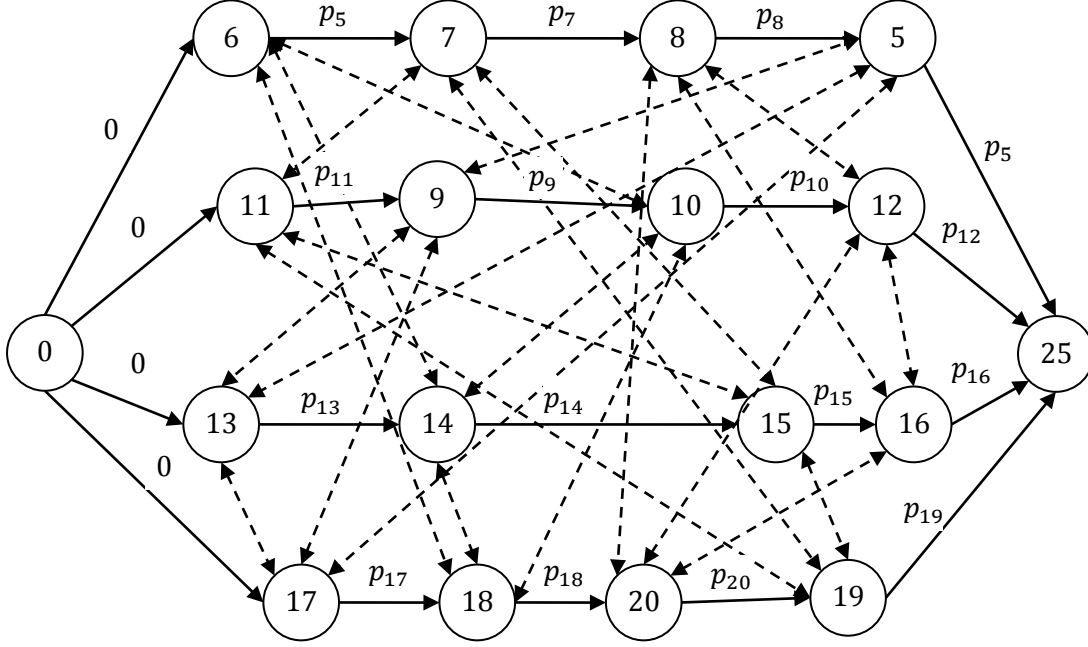 6 p₅ 7 p₇ 8 p₈ 5
0
p₅
11 p₁₁ 9 p₉ 10 p₁₀ 12
0
p₁₂
0
25
0
p₁₆
13 p₁₃ 14 p₁₄ 15 p₁₅ 16
0
p₁₉
17 p₁₇ 18 p₁₈ 20 p₂₀ 19